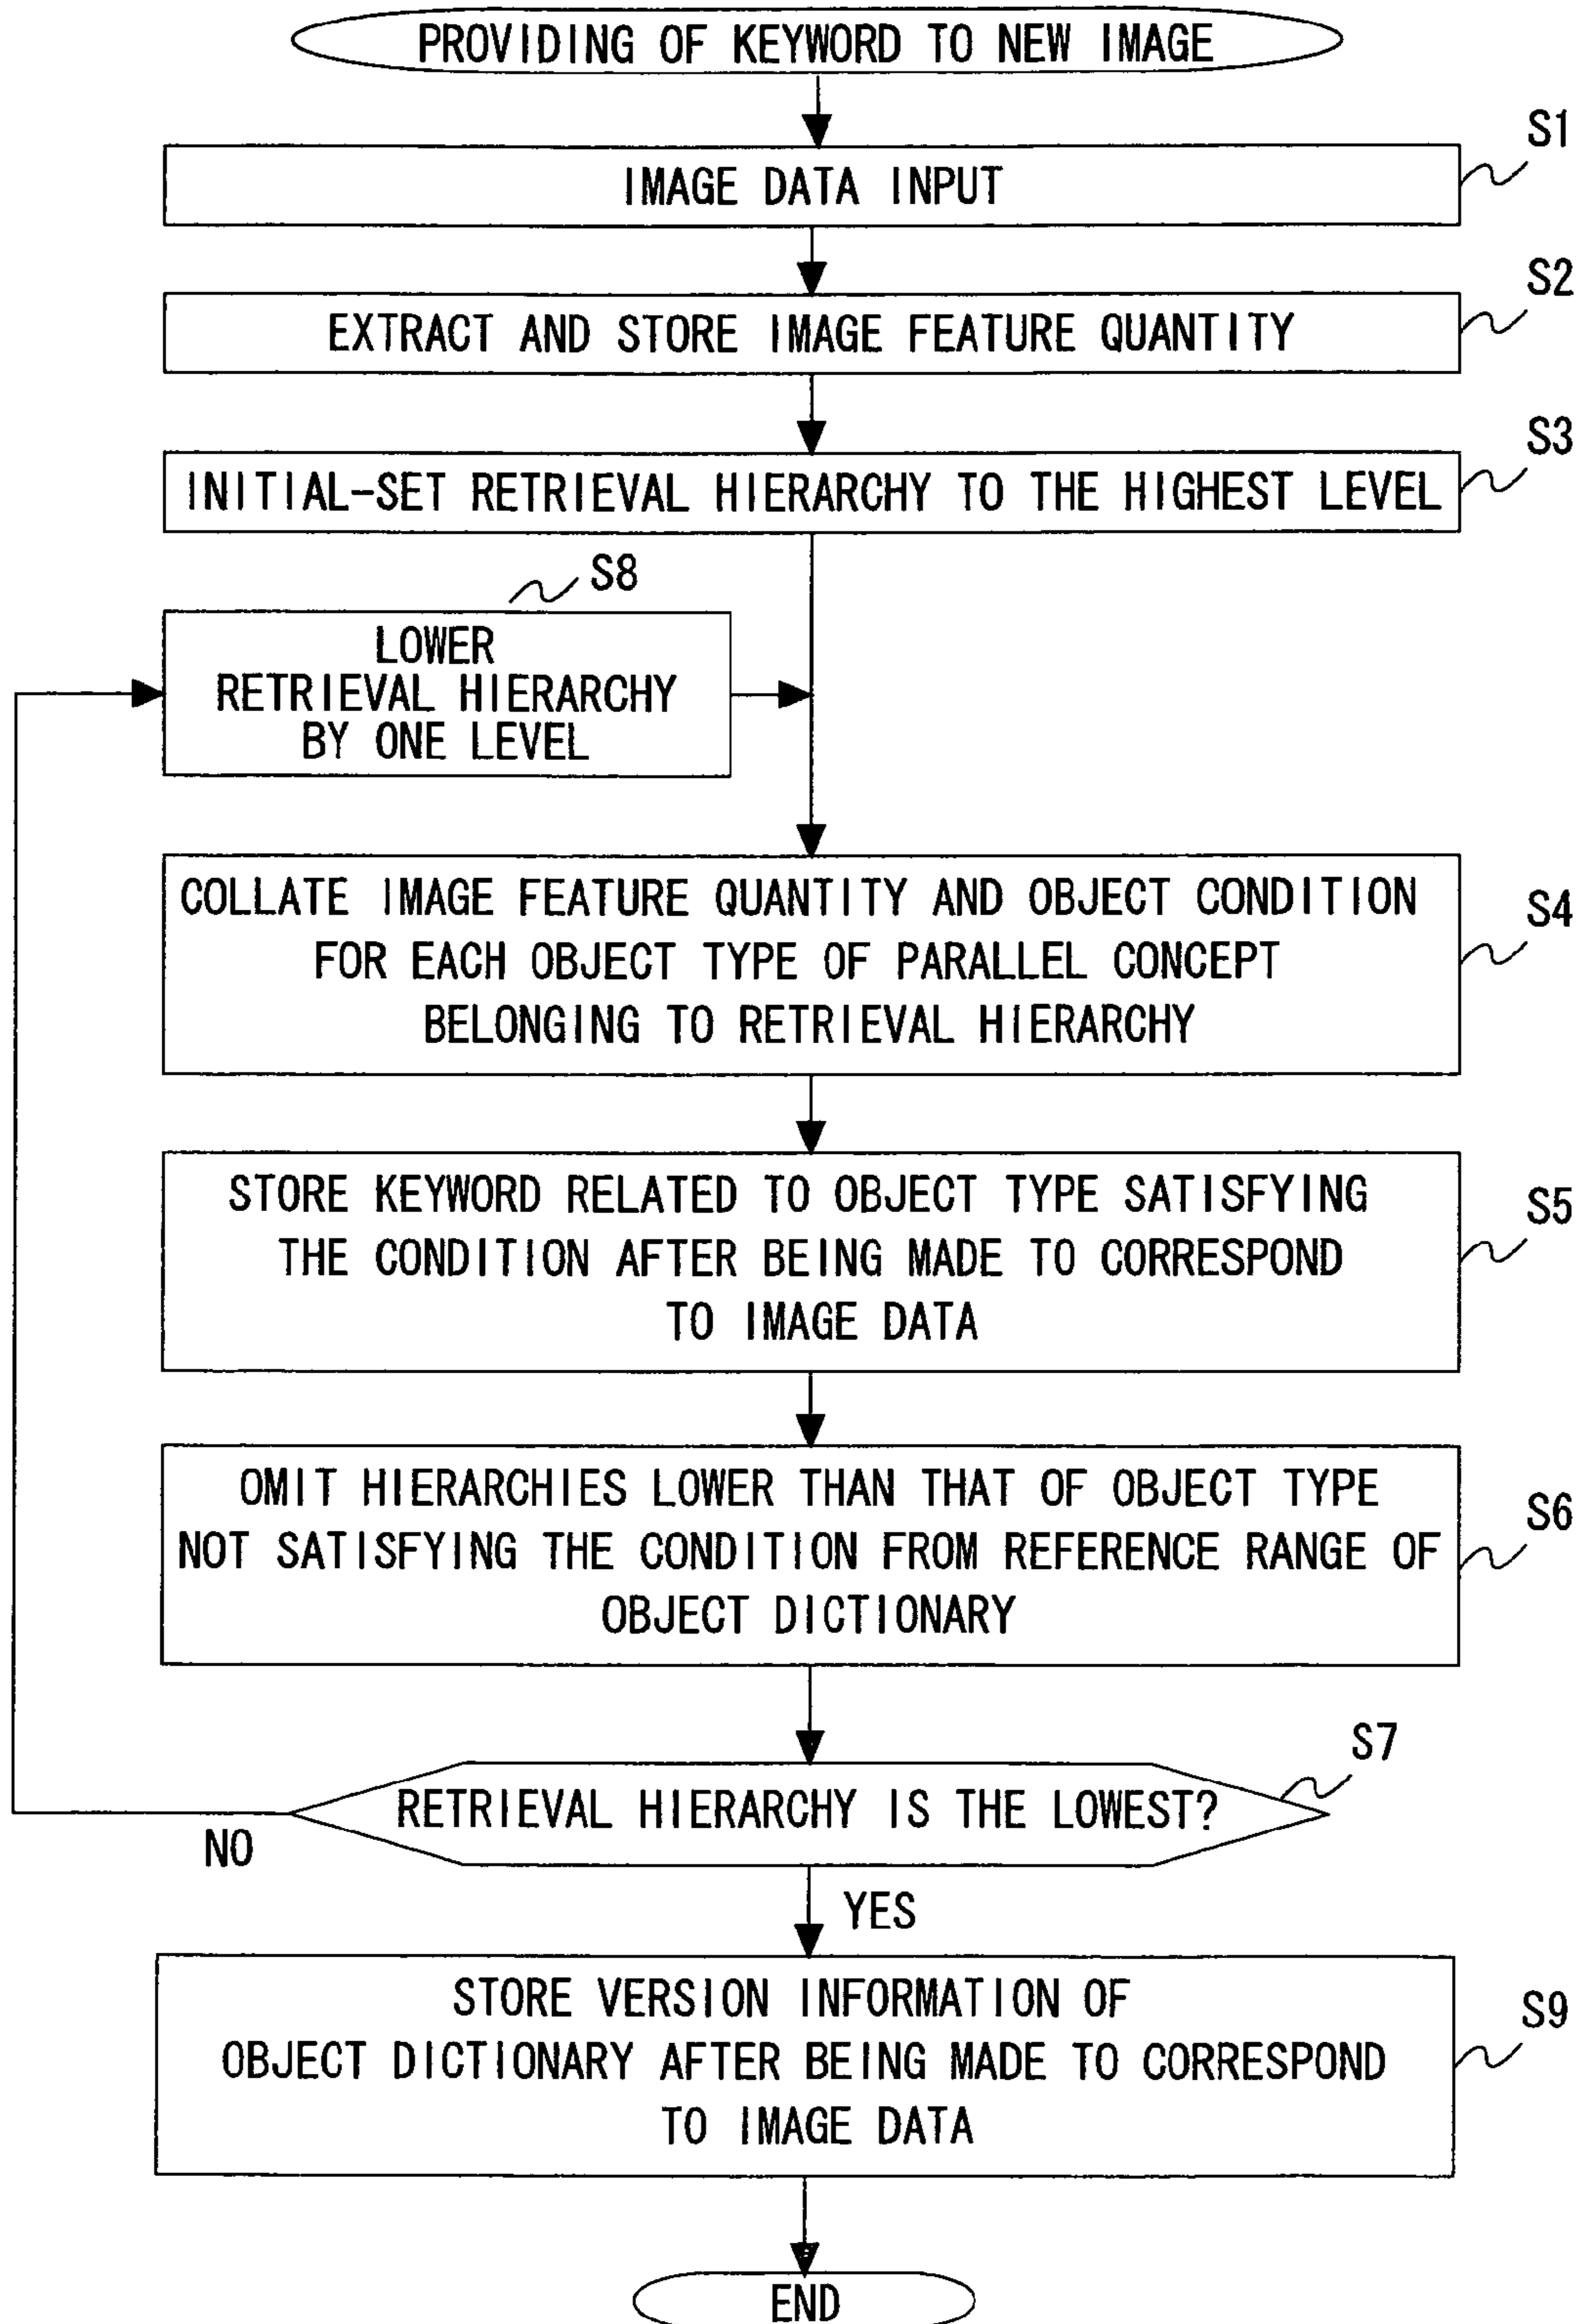 PROVIDING OF KEYWORD TO NEW IMAGE
S1
IMAGE DATA INPUT
S2
EXTRACT AND STORE IMAGE FEATURE QUANTITY
S3
INITIAL-SET RETRIEVAL HIERARCHY TO THE HIGHEST LEVEL
S8
LOWER
RETRIEVAL HIERARCHY
BY ONE LEVEL
COLLATE IMAGE FEATURE QUANTITY AND OBJECT CONDITION
S4
FOR EACH OBJECT TYPE OF PARALLEL CONCEPT
BELONGING TO RETRIEVAL HIERARCHY
STORE KEYWORD RELATED TO OBJECT TYPE SATISFYING
S5
THE CONDITION AFTER BEING MADE TO CORRESPOND
TO IMAGE DATA
OMIT HIERARCHIES LOWER THAN THAT OF OBJECT TYPE
S6
NOT SATISFYING THE CONDITION FROM REFERENCE RANGE OF
OBJECT DICTIONARY
S7
RETRIEVAL HIERARCHY IS THE LOWEST?
NO
YES
STORE VERSION INFORMATION OF
S9
OBJECT DICTIONARY AFTER BEING MADE TO CORRESPOND
TO IMAGE DATA
END